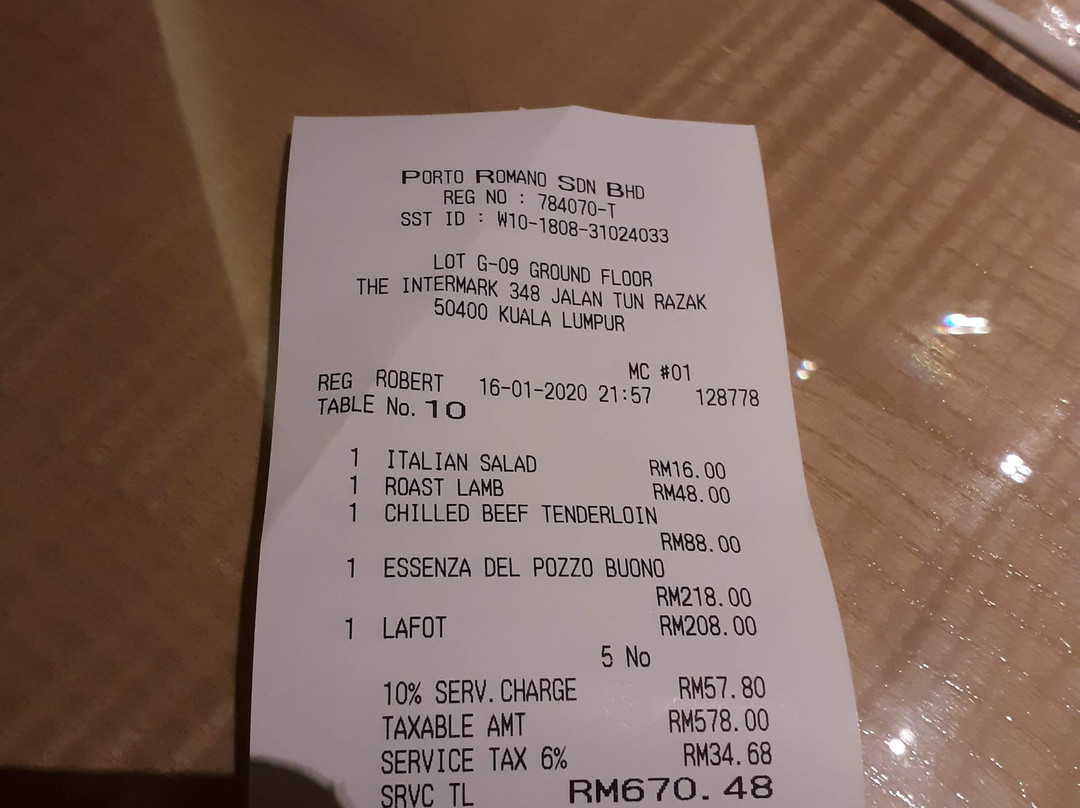 PORTO ROMANO SDN BHD
REG NO : 784070-T
SST ID : W10-1808-31024033
LOT G-09 GROUND FLOOR
THE INTERMARK 348 JALAN TUN RAZAK
50400 KUALA LUMPUR
MC #01
REG ROBERT 16-01-2020 21:57 128778
TABLE No. 10
1 ITALIAN SALAD RM16.00
1 ROAST LAMB RM48.00
1 CHILLED BEEF TENDERLOIN
RM88.00
1 ESSENZA DEL POZZO BUONO
RM218.00
1 LAFOT RM208.00
5 No
10% SERV.CHARGE RM57.80
TAXABLE AMT RM578.00
SERVICE TAX 6% RM34.68
SRVC TL RM670.48